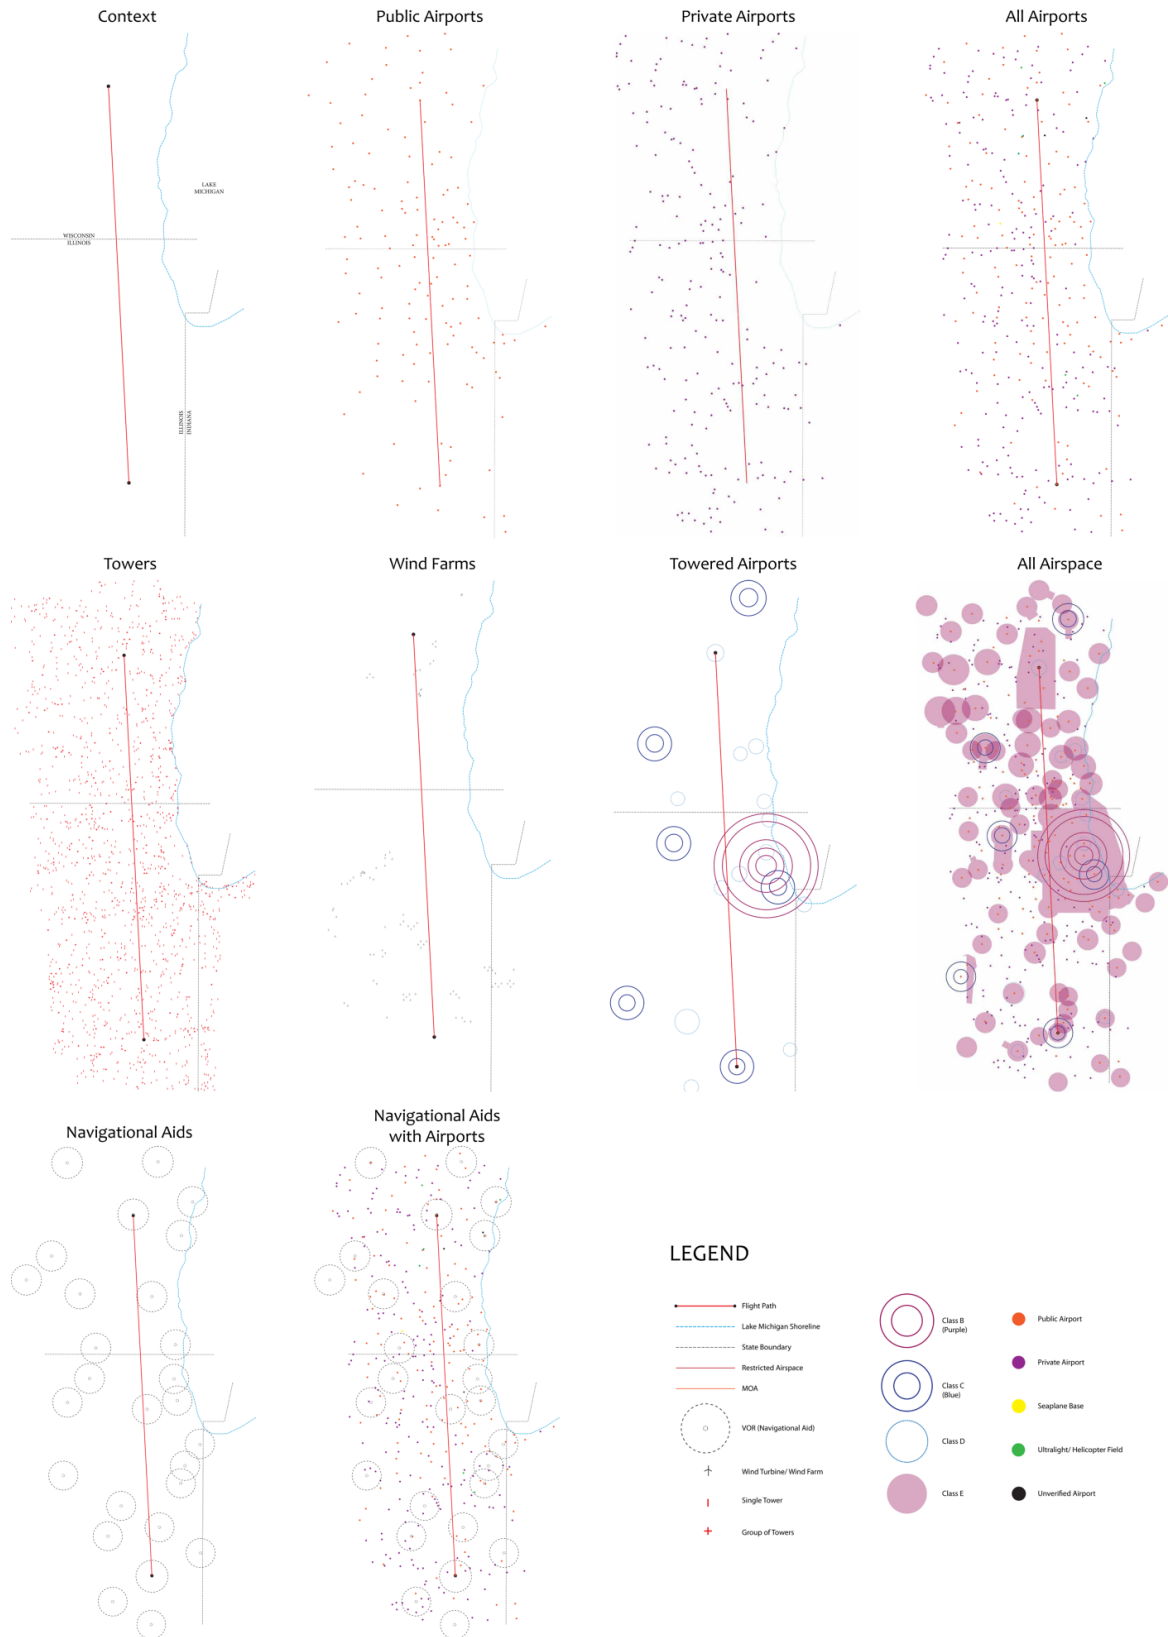 Context
Public Airports
Private Airports
All Airports
LAKE
MICHIGAN
WISCONSIN
ILLINOIS
ILLINOIS
INDIANA
Towers
Wind Farms
Towered Airports
All Airspace
Navigational Aids
Navigational Aids
with Airports
LEGEND
Flight Path
Lake Michigan Shoreline
State Boundary
Restricted Airspace
MOA
VOR (Navigational Aid)
Wind Turbine/ Wind Farm
Single Tower
Group of Towers
Class B
(Purple)
Class C
(Blue)
Class D
Class E
Public Airport
Private Airport
Seaplane Base
Ultralight/ Helicopter Field
Unverified Airport